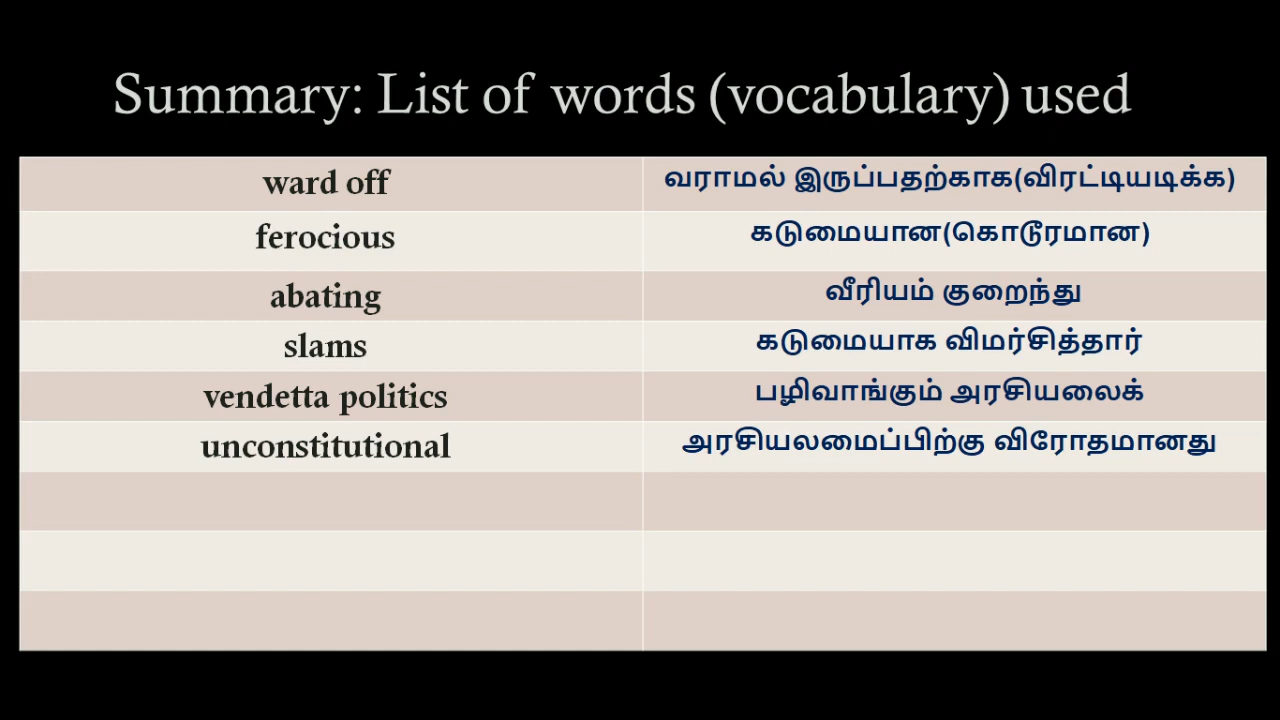 Summary: List of words (vocabulary) used
ward off வராமல் இருப்பதற்காக(விரட்டியடிக்க)
ferocious கடுமையான(கொடூரமான)
abating வீரியம் குறைந்து
slams கடுமையாக விமர்சித்தார்
vendetta politics பழிவாங்கும் அரசியலைக்
unconstitutional அரசியலமைப்பிற்கு விரோதமானது